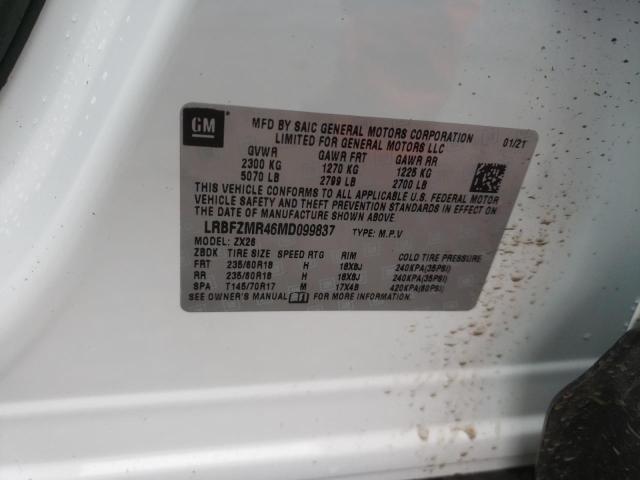 GM
MFD BY SAIC GENERAL MOTORS CORPORATION
LIMITED FOR GENERAL MOTORS LLC
01/21
GVWR GAWR FRT GAWR RR
2300 KG 1270 KG 1225 KG
5070 LB 2799 LB 2700 LB
THIS VEHICLE CONFORMS TO ALL APPLICABLE U.S. FEDERAL MOTOR
VEHICLE SAFETY AND THEFT PREVENTION STANDARDS IN EFFECT ON
THE DATE OF MANUFACTURE SHOWN ABOVE.
LRBFZMR46MD099837 TYPE: M.P.V
MODEL: ZX26
ZBDK TIRE SIZE SPEED RTG RIM COLD TIRE PRESSURE
FRT 235/60R18 H 18X8J 240KPA(35PSI)
RR 235/60R18 H 18X8J 240KPA(35PSI)
SPA T145/70R17 M 17X4B 420KPA(60PSI)
SEE OWNER'S MANUAL FOR MORE INFORMATION.